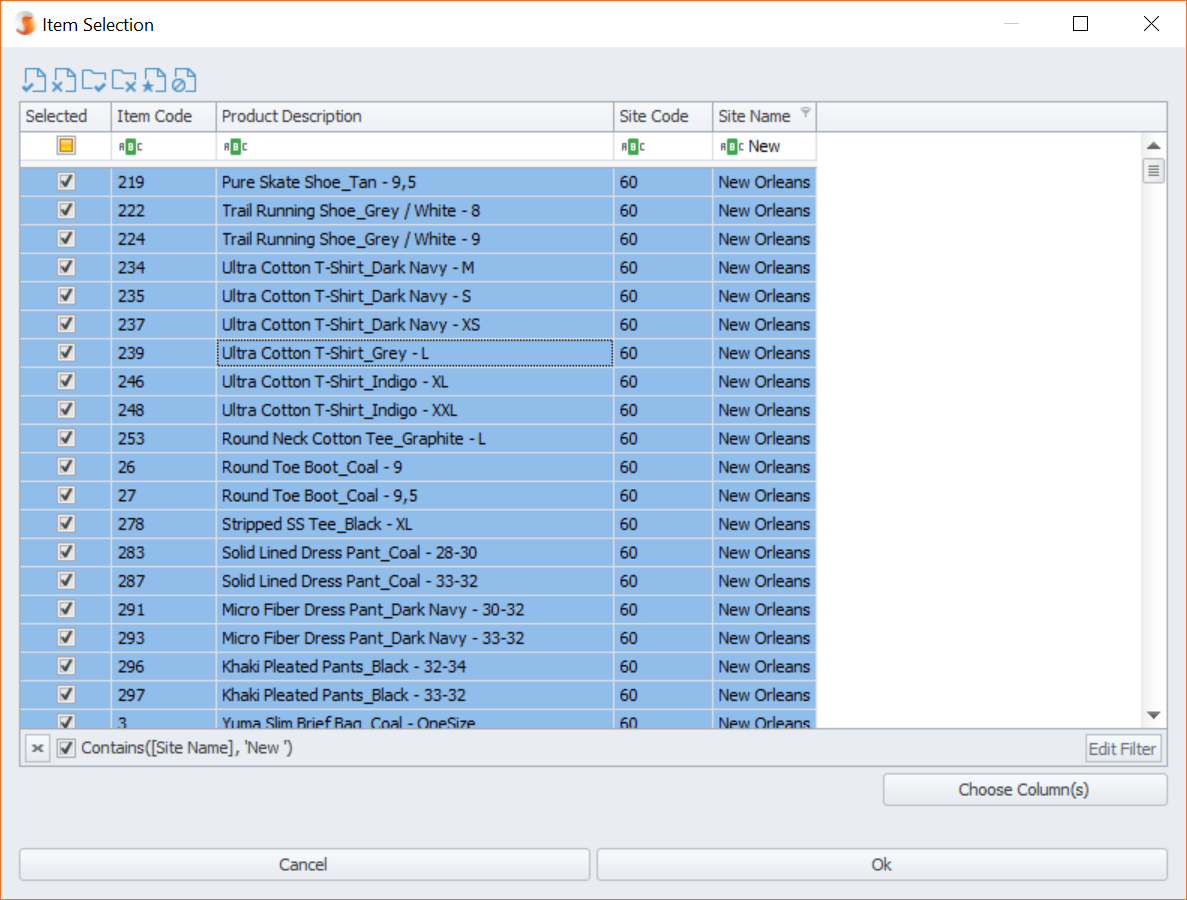 Item Selection
Selected Item Code Product Description Site Code Site Name
ABC ABC ABC ABC New
219 Pure Skate Shoe_Tan - 9,5 60 New Orleans
222 Trail Running Shoe_Grey / White - 8 60 New Orleans
224 Trail Running Shoe_Grey / White - 9 60 New Orleans
234 Ultra Cotton T-Shirt_Dark Navy - M 60 New Orleans
235 Ultra Cotton T-Shirt_Dark Navy - S 60 New Orleans
237 Ultra Cotton T-Shirt_Dark Navy - XS 60 New Orleans
239 Ultra Cotton T-Shirt_Grey - L 60 New Orleans
246 Ultra Cotton T-Shirt_Indigo - XL 60 New Orleans
248 Ultra Cotton T-Shirt_Indigo - XXL 60 New Orleans
253 Round Neck Cotton Tee_Graphite - L 60 New Orleans
26 Round Toe Boot_Coal - 9 60 New Orleans
27 Round Toe Boot_Coal - 9,5 60 New Orleans
278 Stripped SS Tee_Black - XL 60 New Orleans
283 Solid Lined Dress Pant_Coal - 28-30 60 New Orleans
287 Solid Lined Dress Pant_Coal - 33-32 60 New Orleans
291 Micro Fiber Dress Pant_Dark Navy - 30-32 60 New Orleans
293 Micro Fiber Dress Pant_Dark Navy - 33-32 60 New Orleans
296 Khaki Pleated Pants_Black - 32-34 60 New Orleans
297 Khaki Pleated Pants_Black - 33-32 60 New Orleans
3 Yuma Slim Brief Bag_Coal - OneSize 60 New Orleans
Contains([Site Name], 'New ') Edit Filter
Choose Column(s)
Cancel Ok